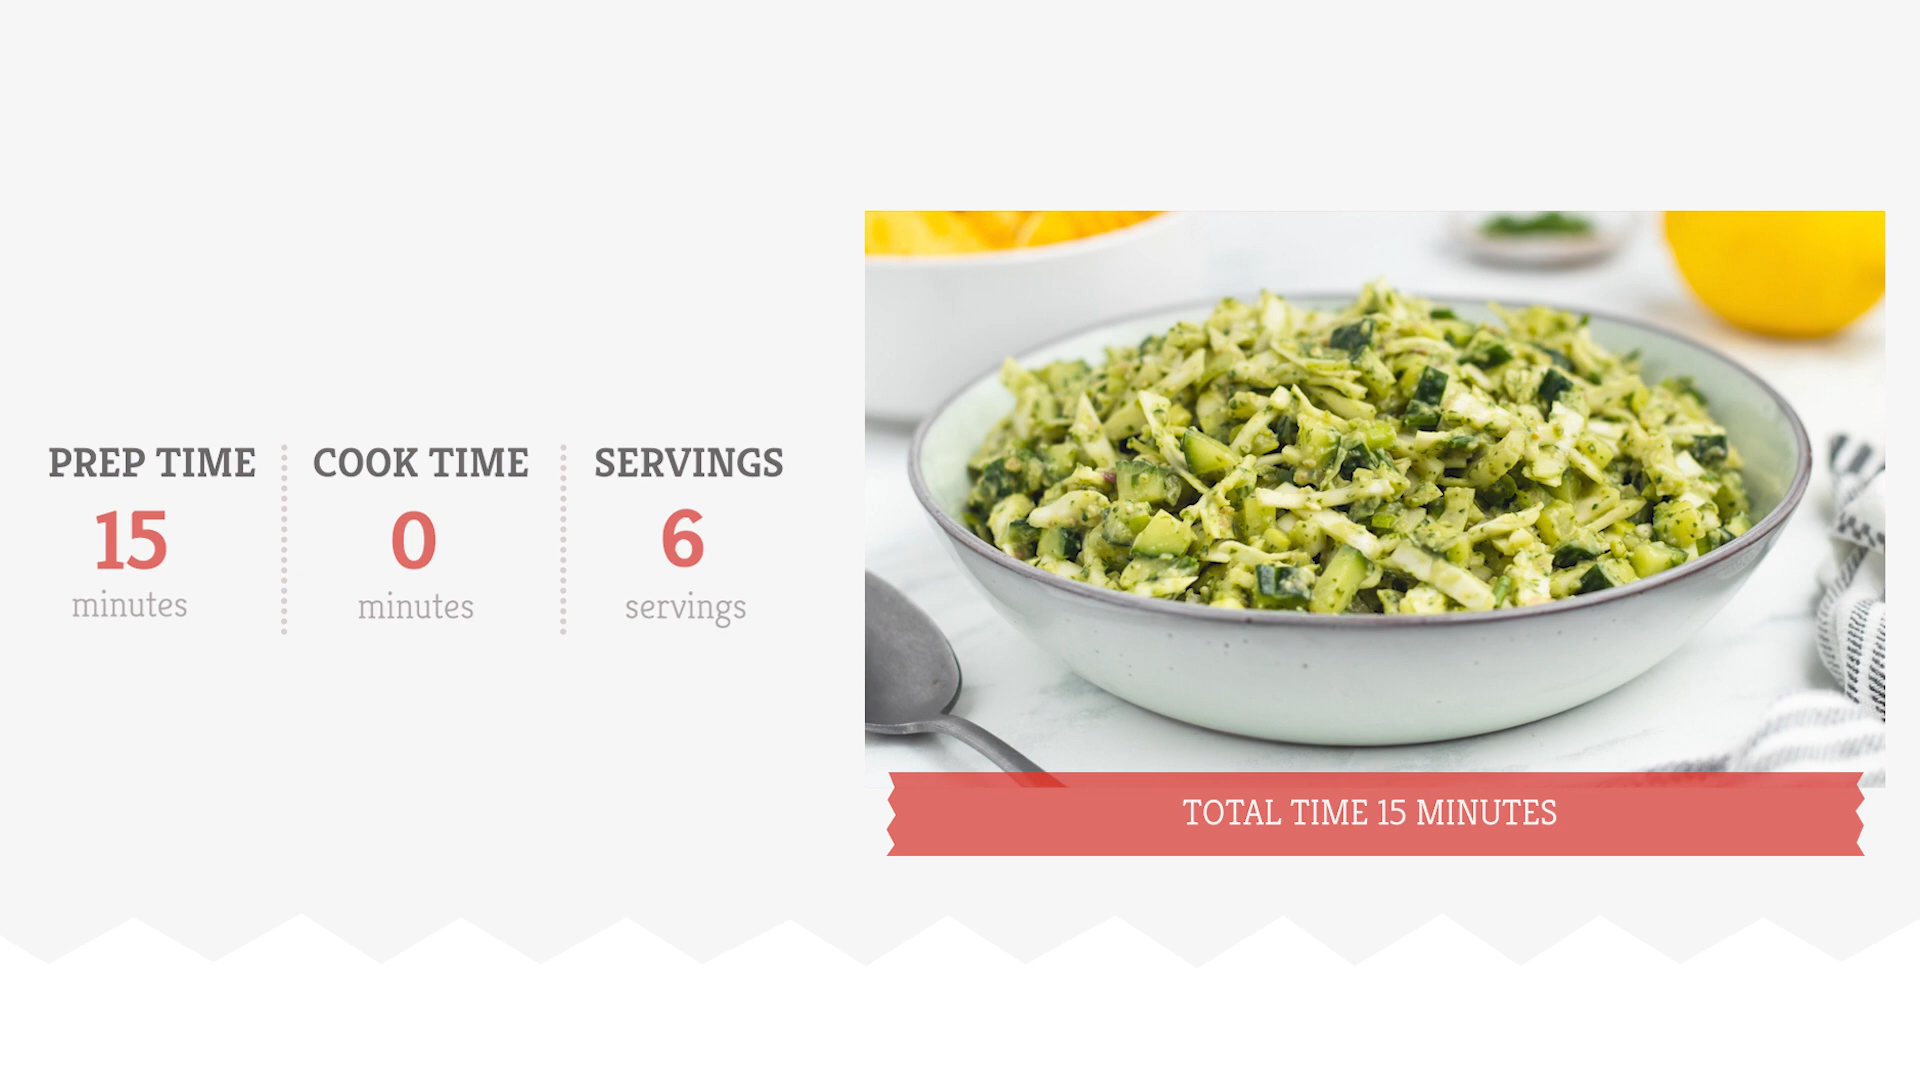 PREP TIME
15
minutes
COOK TIME
0
minutes
SERVINGS
6
servings
TOTAL TIME 15 MINUTES